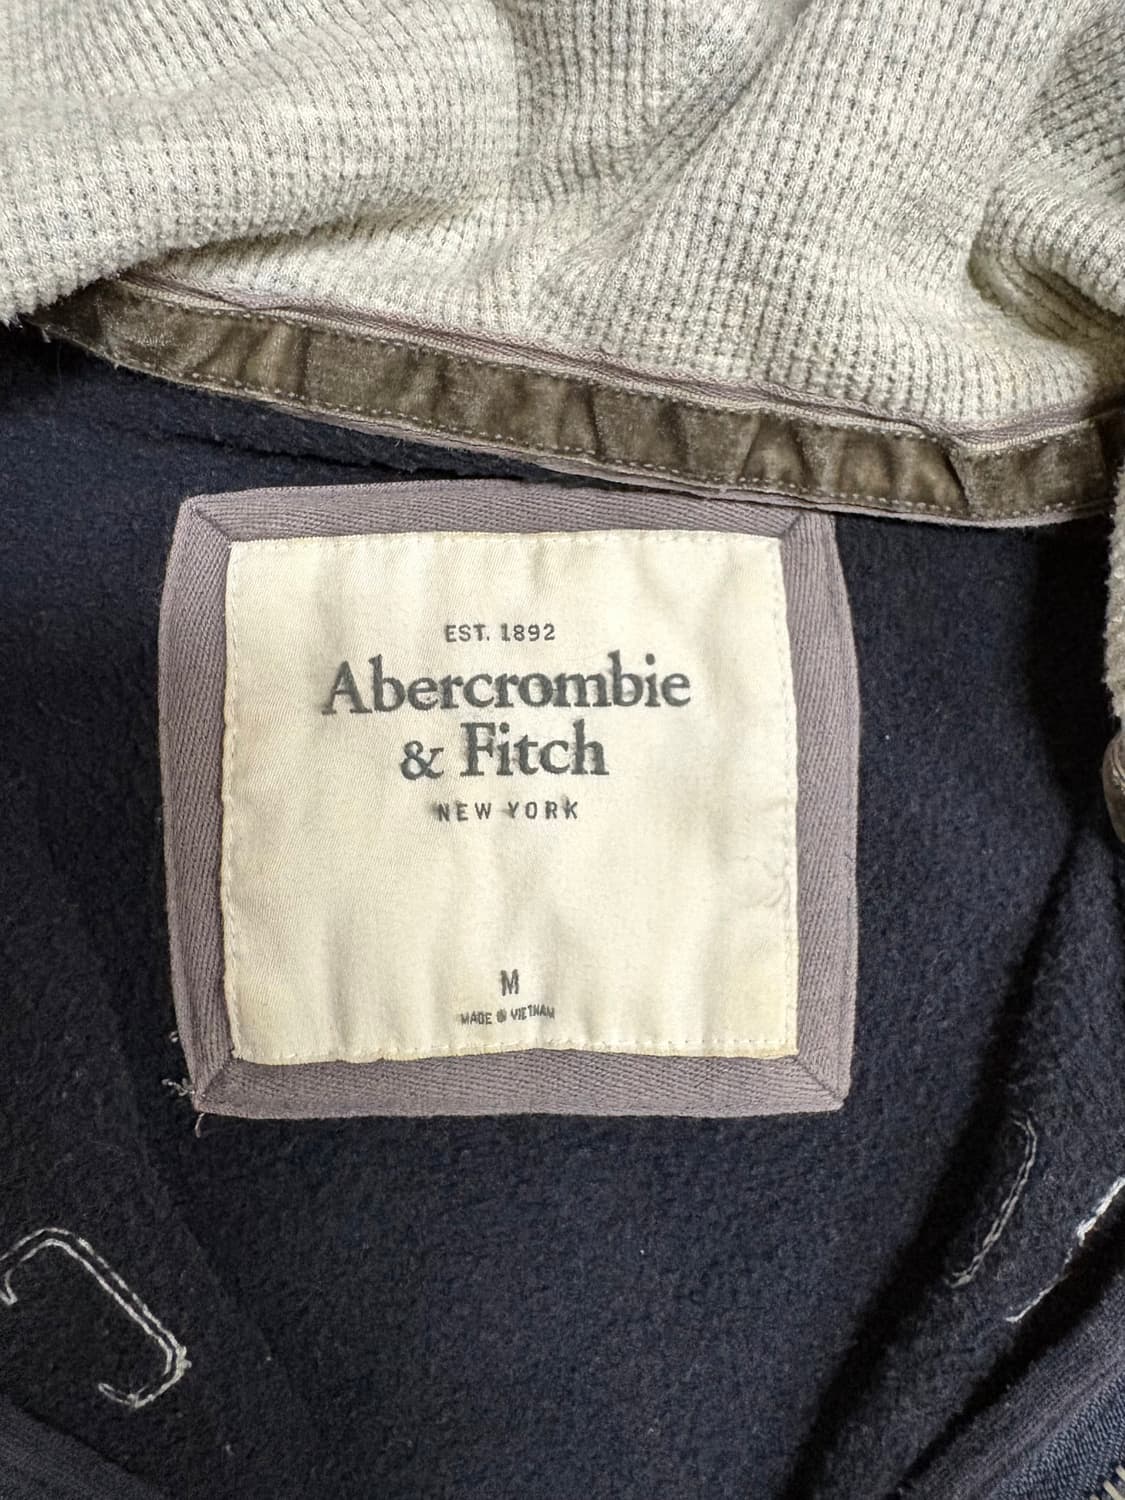 EST. 1892
Abercrombie
& Fitch
NEW YORK
M
MADE IN VIETNAM